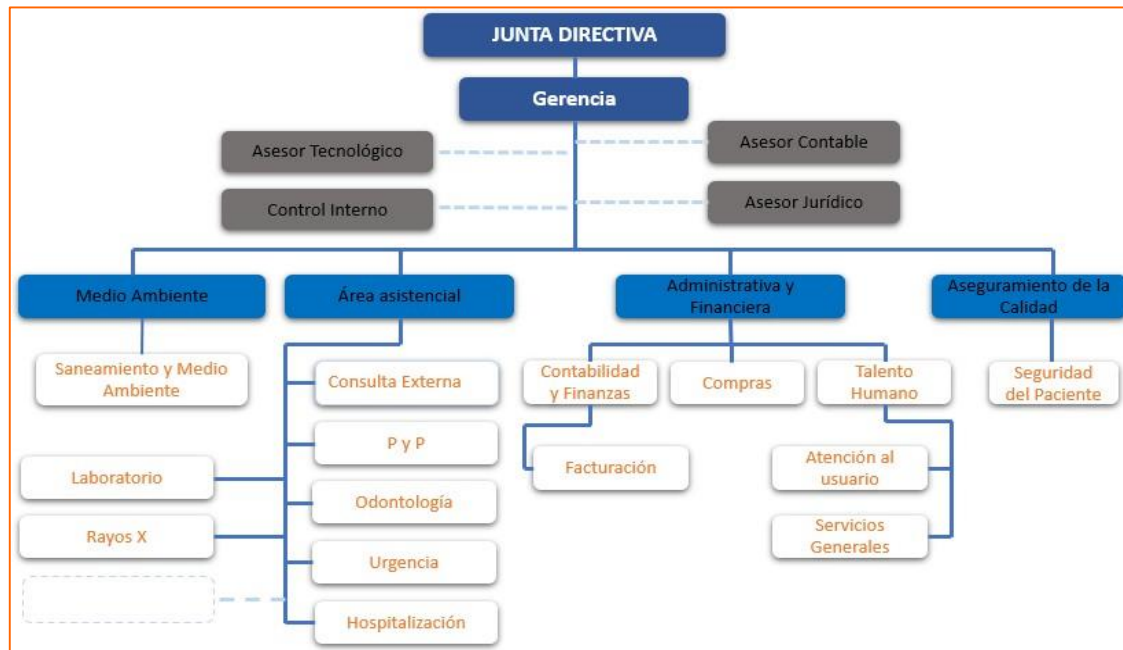 JUNTA DIRECTIVA
Gerencia
Asesor Tecnológico
Asesor Contable
Control Interno
Asesor Jurídico
Medio Ambiente
Área asistencial
Administrativa y
Financiera
Aseguramiento de la
Calidad
Saneamiento y Medio
Ambiente
Consulta Externa
Contabilidad
y Finanzas
Compras
Talento
Humano
Seguridad
del Paciente
P y P
Laboratorio
Facturación
Atención al
usuario
Odontología
Rayos X
Servicios
Generales
Urgencia
Hospitalización